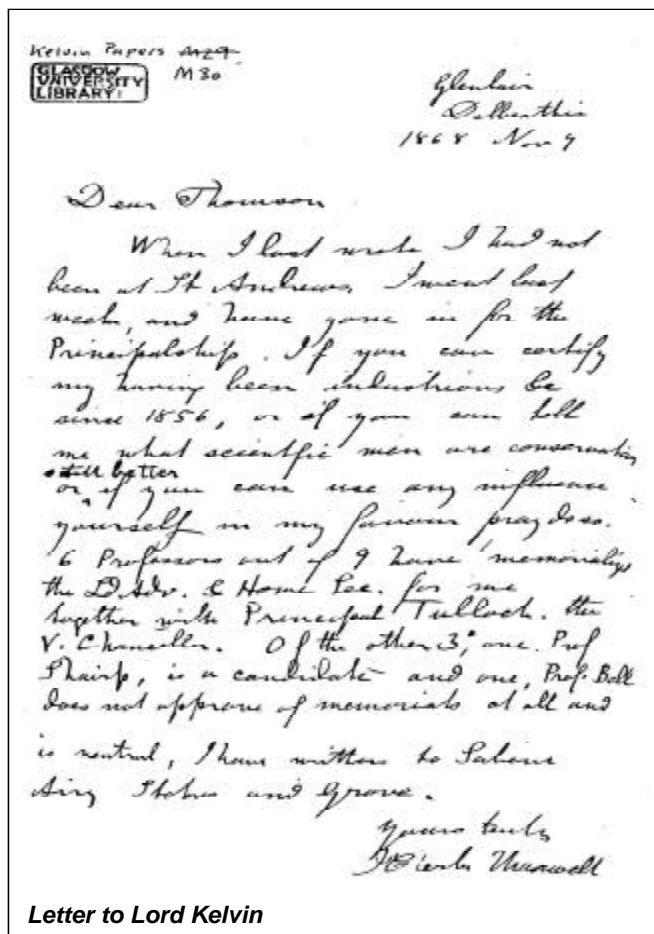 Kelvin Papers M29
GLASGOW
UNIVERSITY
LIBRARY:
M30
Glenlair
Dalbeattie
1868 Nov 9
Dear Thomson
When I last wrote I had not
been at St Andrews. I went last
week, and have gone in for the
Principalship. If you can certify
my having been industrious &c
since 1856, or if you can tell
me what scientific men are conservative
still better
or if you can use any influence
yourself in my favour pray do so.
6 Professors out of 9 have memorialised
the L Adv. & Home Sec. for me
together with Principal Tulloch. the
V. Chancellor. Of the other 3, one Prof
Shairp, is a candidate and one, Prof. Bell
does not approve of memorials at all and
is neutral, I have written to Sabine
Airy Stokes and Grove.
Yours truly
J Clerk Maxwell
Letter to Lord Kelvin